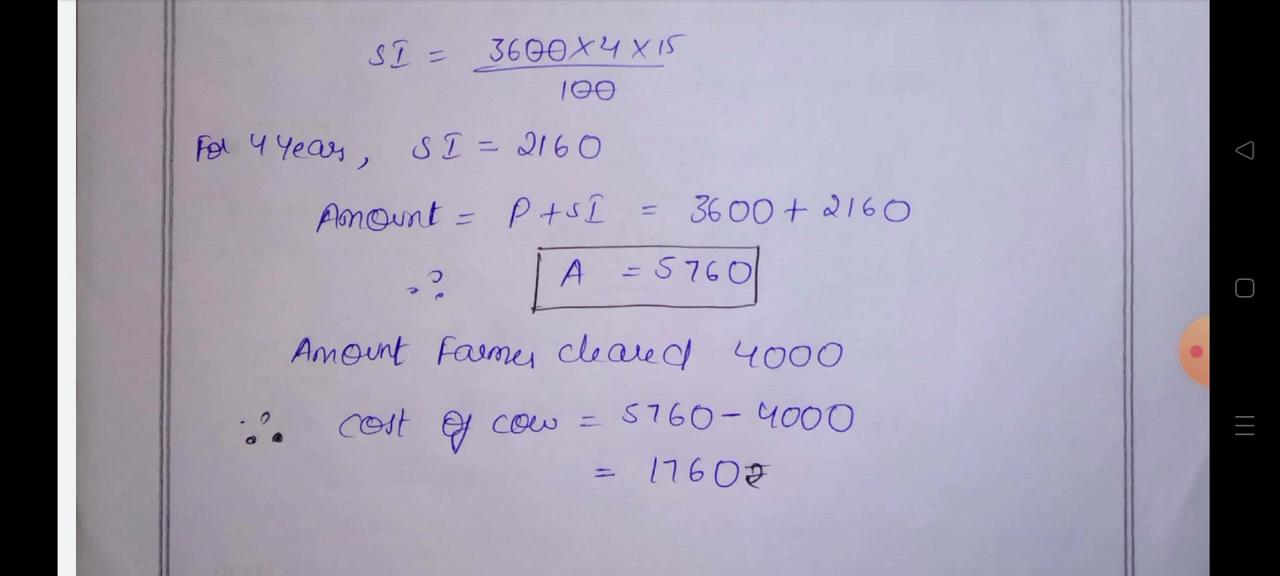 SI = 3600 × 4 × 15
100
For 4 Year, SI = 2160
Amount = P + SI = 3600 + 2160
∴ A = 5760
Amount Farmer cleared 4000
∴ cost of cow = 5760 - 4000
= 1760₹